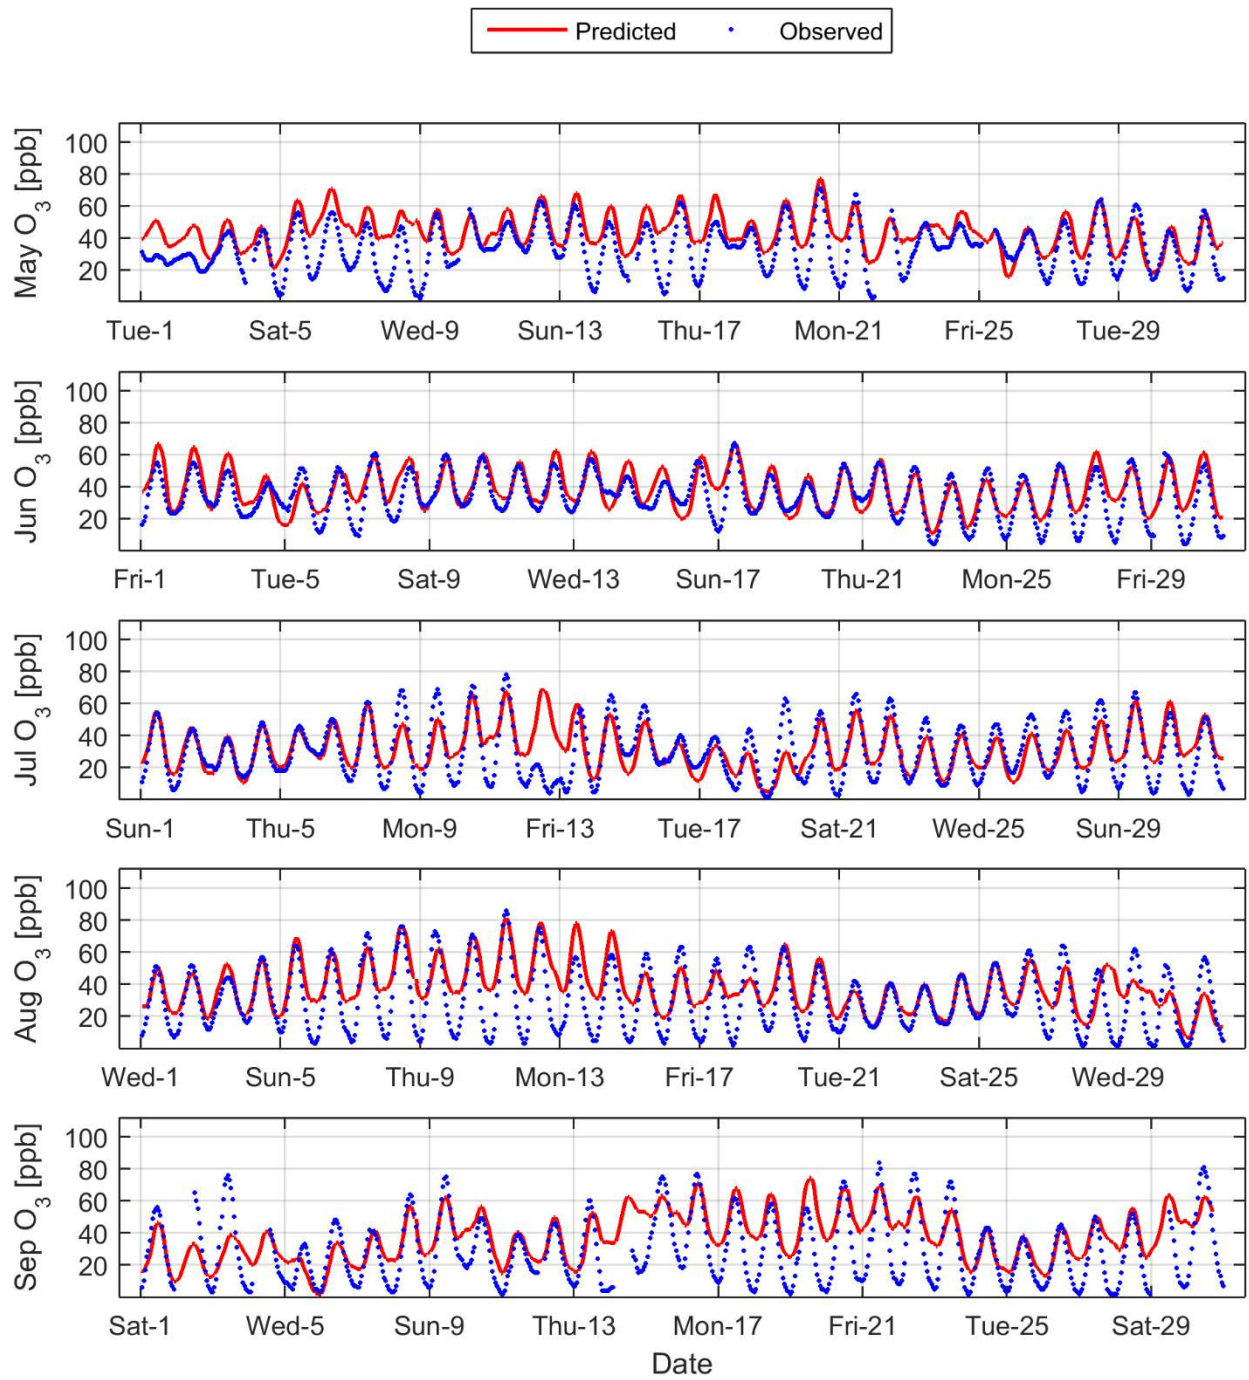 Predicted Observed
May O3 [ppb]
100
80
60
40
20
Tue-1 Sat-5 Wed-9 Sun-13 Thu-17 Mon-21 Fri-25 Tue-29
Jun O3 [ppb]
100
80
60
40
20
Fri-1 Tue-5 Sat-9 Wed-13 Sun-17 Thu-21 Mon-25 Fri-29
Jul O3 [ppb]
100
80
60
40
20
Sun-1 Thu-5 Mon-9 Fri-13 Tue-17 Sat-21 Wed-25 Sun-29
Aug O3 [ppb]
100
80
60
40
20
Wed-1 Sun-5 Thu-9 Mon-13 Fri-17 Tue-21 Sat-25 Wed-29
Sep O3 [ppb]
100
80
60
40
20
Sat-1 Wed-5 Sun-9 Thu-13 Mon-17 Fri-21 Tue-25 Sat-29
Date